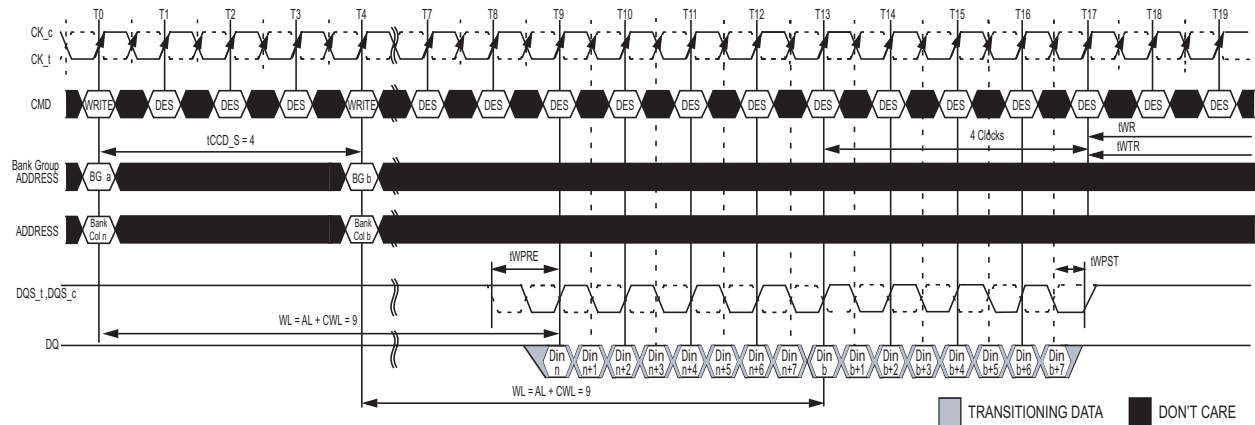 T0 T1 T2 T3 T4 T7 T8 T9 T10 T11 T12 T13 T14 T15 T16 T17 T18 T19
CK_c
CK_t
CMD WRITE DES DES DES WRITE DES DES DES DES DES DES DES DES DES DES DES DES DES
tCCD_S = 4
4 Clocks
tWR
tWTR
Bank Group
ADDRESS
BG a
BG b
ADDRESS
Bank
Col n
Bank
Col b
tWPRE
tWPST
DQS_t ,DQS_c
WL = AL + CWL = 9
DQ
Din
n
Din
n+1
Din
n+2
Din
n+3
Din
n+4
Din
n+5
Din
n+6
Din
n+7
Din
b
Din
b+1
Din
b+2
Din
b+3
Din
b+4
Din
b+5
Din
b+6
Din
b+7
WL = AL + CWL = 9
TRANSITIONING DATA
DON'T CARE